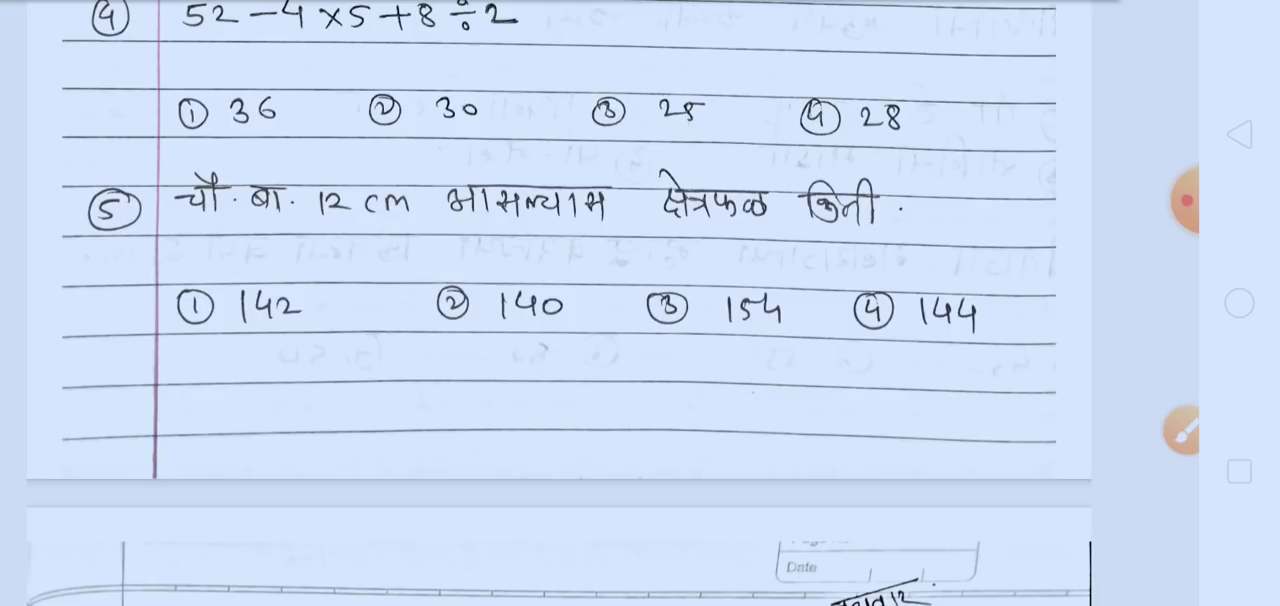 ④ 52 - 4 × 5 + 8 ÷ 2
① 36 ② 30 ③ 25 ④ 28
⑤ चौ. बा. 12 cm असल्यास क्षेत्रफळ किती.
① 142 ② 140 ③ 154 ④ 144
Date